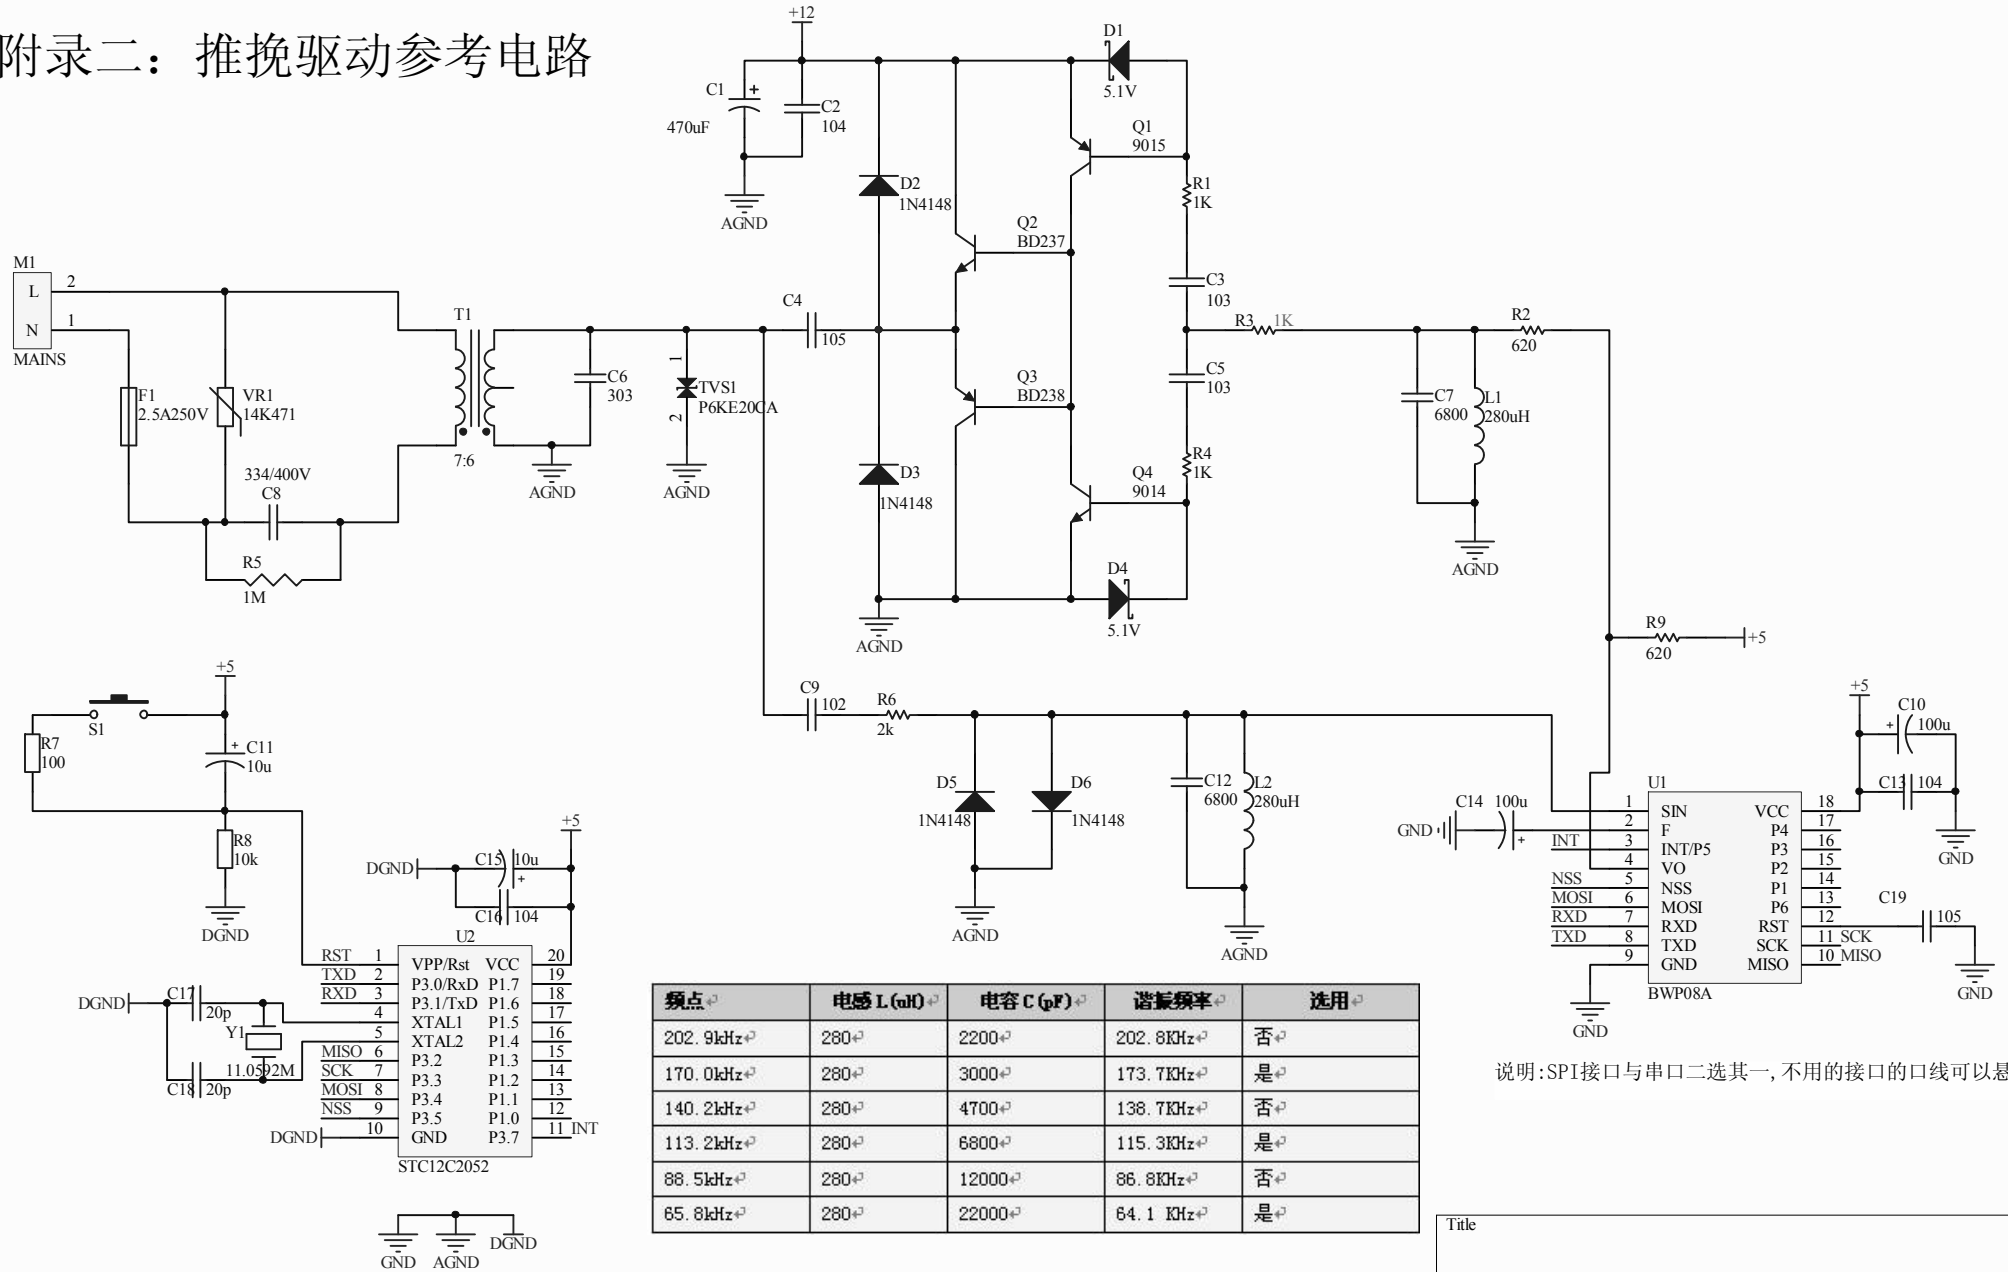 附录二：推挽驱动参考电路
+12
C1
470uF
+
C2
104
AGND
D1
5.1V
Q1
9015
R1
1K
D2
1N4148
Q2
BD237
C3
103
M1
L
2
N
1
MAINS
T1
7:6
F1
2.5A250V
VR1
14K471
334/400V
C8
R5
1M
C6
303
AGND
1
TVS1
P6KE20CA
2
AGND
C4
105
R3
1K
R2
620
C5
103
Q3
BD238
C7
6800
L1
280uH
D3
1N4148
R4
1K
Q4
9014
AGND
D4
5.1V
AGND
R9
620
+5
+5
S1
R7
100
+
C11
10u
R8
10k
DGND
C9
102
R6
2k
D5
1N4148
D6
1N4148
AGND
C12
6800
L2
280uH
AGND
+5
C10
+
100u
C13
104
GND
U1
C14
100u
GND
+
INT
NSS
MOSI
RXD
TXD
1
SIN
VCC
18
2
F
P4
17
3
INT/P5
P3
16
4
VO
P2
15
5
NSS
P1
14
6
MOSI
P6
13
7
RXD
RST
12
8
TXD
SCK
11
SCK
9
GND
MISO
10
MISO
BWP08A
GND
C19
105
GND
+5
DGND
C15
10u
+
C16
104
U2
RST
1
VPP/Rst
VCC
20
TXD
2
P3.0/RxD
P1.7
19
RXD
3
P3.1/TxD
P1.6
18
4
XTAL1
P1.5
17
5
XTAL2
P1.4
16
MISO
6
P3.2
P1.3
15
SCK
7
P3.3
P1.2
14
MOSI
8
P3.4
P1.1
13
NSS
9
P3.5
P1.0
12
DGND
10
GND
P3.7
11
INT
STC12C2052
DGND
C17
20p
Y1
11.0592M
C18
20p
GND
AGND
DGND
频点 电感L(uH) 电容C(pF) 谐振频率 选用
202.9kHz 280 2200 202.8KHz 否
170.0kHz 280 3000 173.7KHz 是
140.2kHz 280 4700 138.7KHz 否
113.2kHz 280 6800 115.3KHz 是
88.5kHz 280 12000 86.8KHz 否
65.8kHz 280 22000 64.1 KHz 是
说明:SPI接口与串口二选其一,不用的接口的口线可以悬
Title